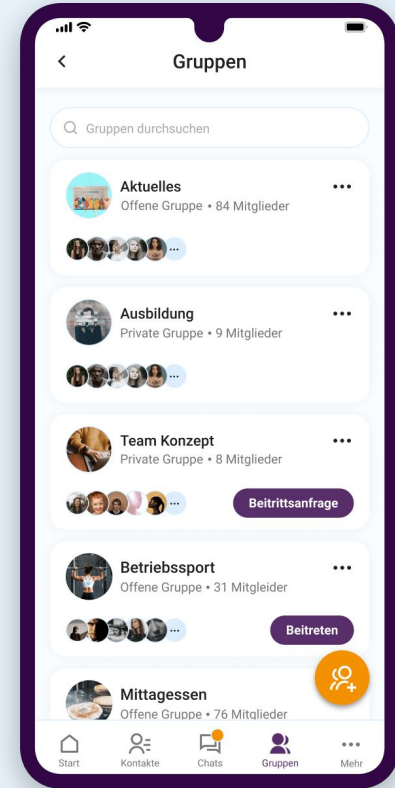 Gruppen
Gruppen durchsuchen
Aktuelles
Offene Gruppe • 84 Mitglieder
Ausbildung
Private Gruppe • 9 Mitglieder
Team Konzept
Private Gruppe • 8 Mitglieder
Beitrittsanfrage
Betriebssport
Offene Gruppe • 31 Mitgleider
Beitreten
Mittagessen
Offene Gruppe • 76 Mitglieder
Start
Kontakte
Chats
Gruppen
Mehr